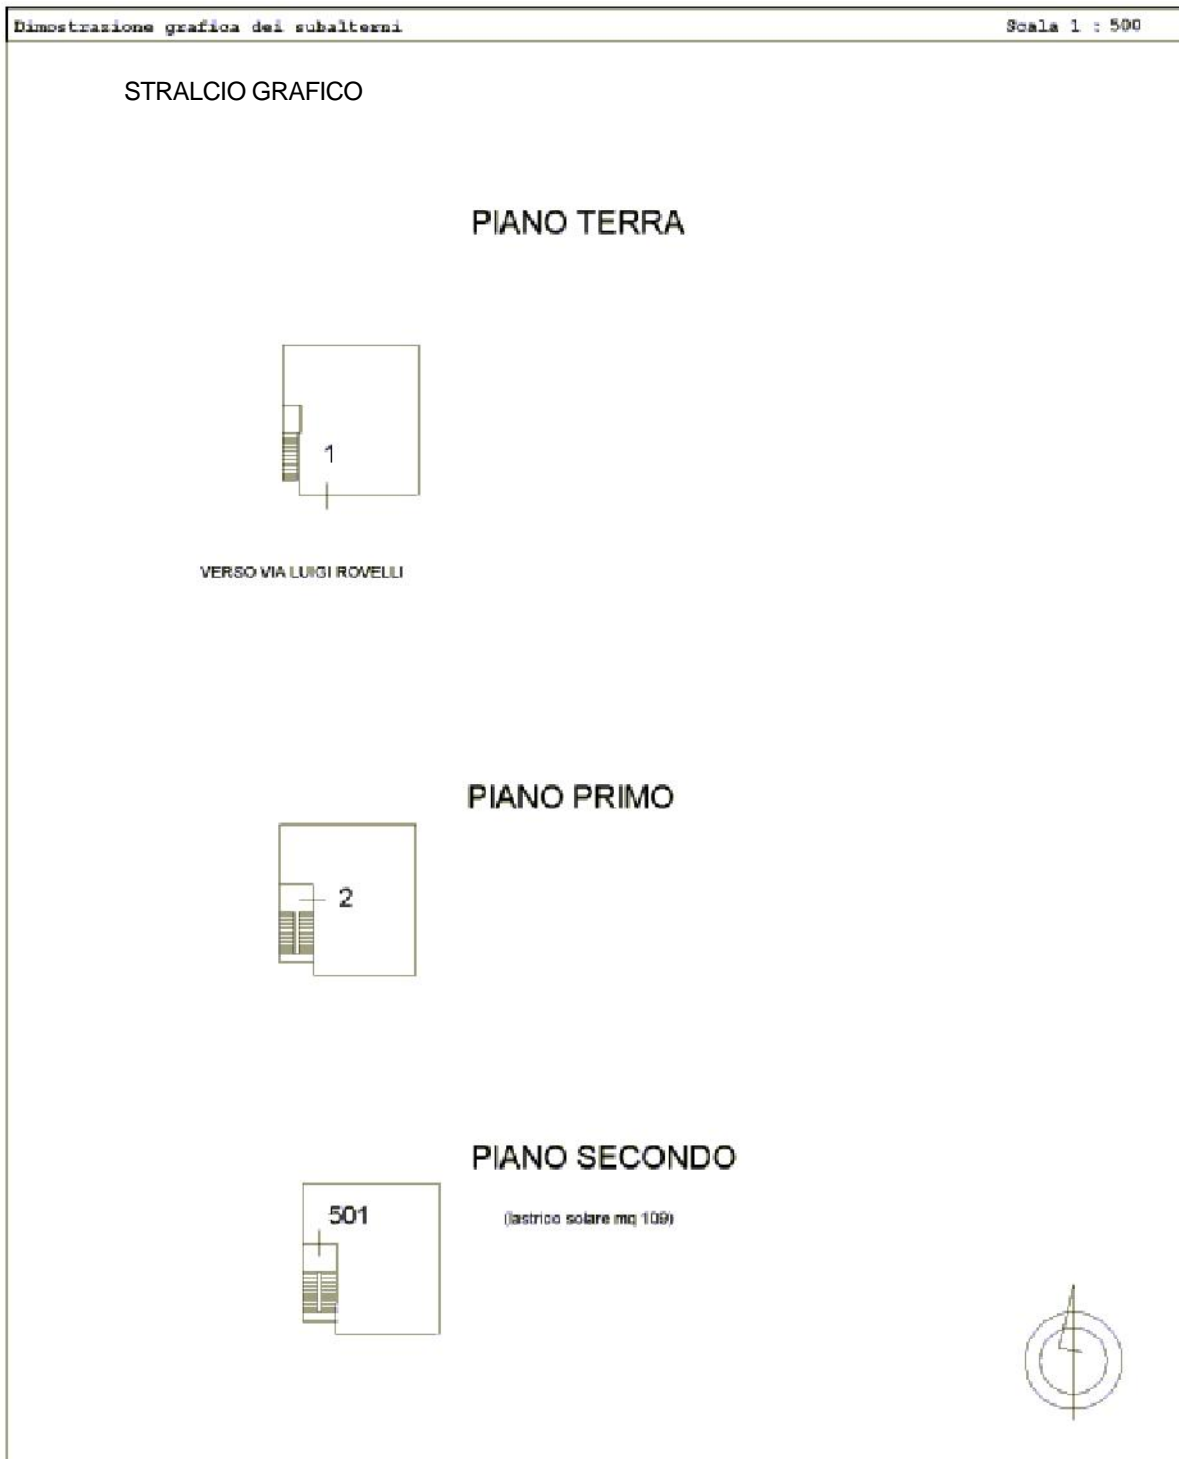 Dimostrazione grafica dei subalterni Scala 1 : 500
STRALCIO GRAFICO
PIANO TERRA
1
VERSO VIA LUIGI ROVELLI
PIANO PRIMO
2
PIANO SECONDO
501 (lastrico solare mq 109)